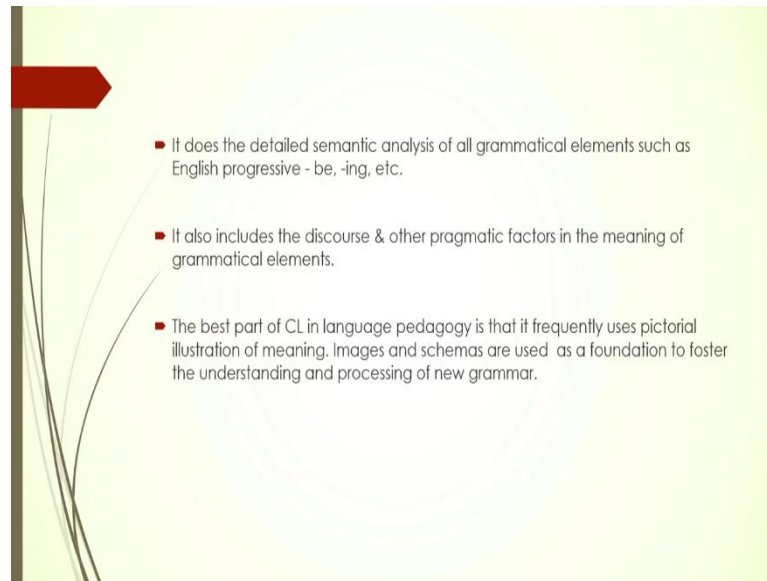 It does the detailed semantic analysis of all grammatical elements such as
English progressive - be, -ing, etc.
It also includes the discourse & other pragmatic factors in the meaning of
grammatical elements.
The best part of CL in language pedagogy is that it frequently uses pictorial
illustration of meaning. Images and schemas are used as a foundation to foster
the understanding and processing of new grammar.